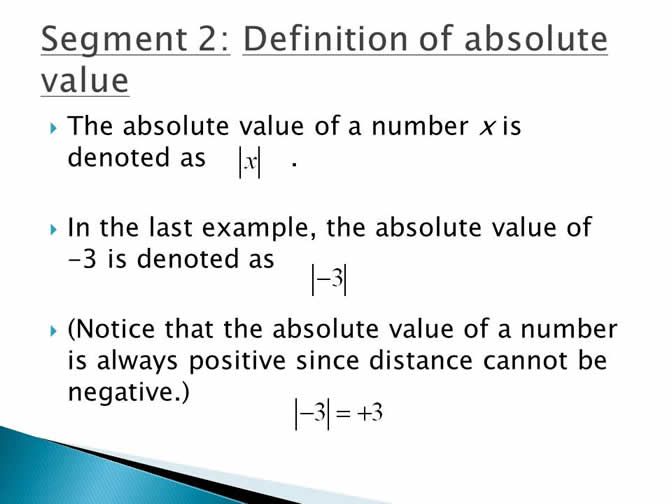 Segment 2: Definition of absolute
value
The absolute value of a number x is
denoted as |x| .
In the last example, the absolute value of
-3 is denoted as |−3|
(Notice that the absolute value of a number
is always positive since distance cannot be
negative.)
|−3| = +3